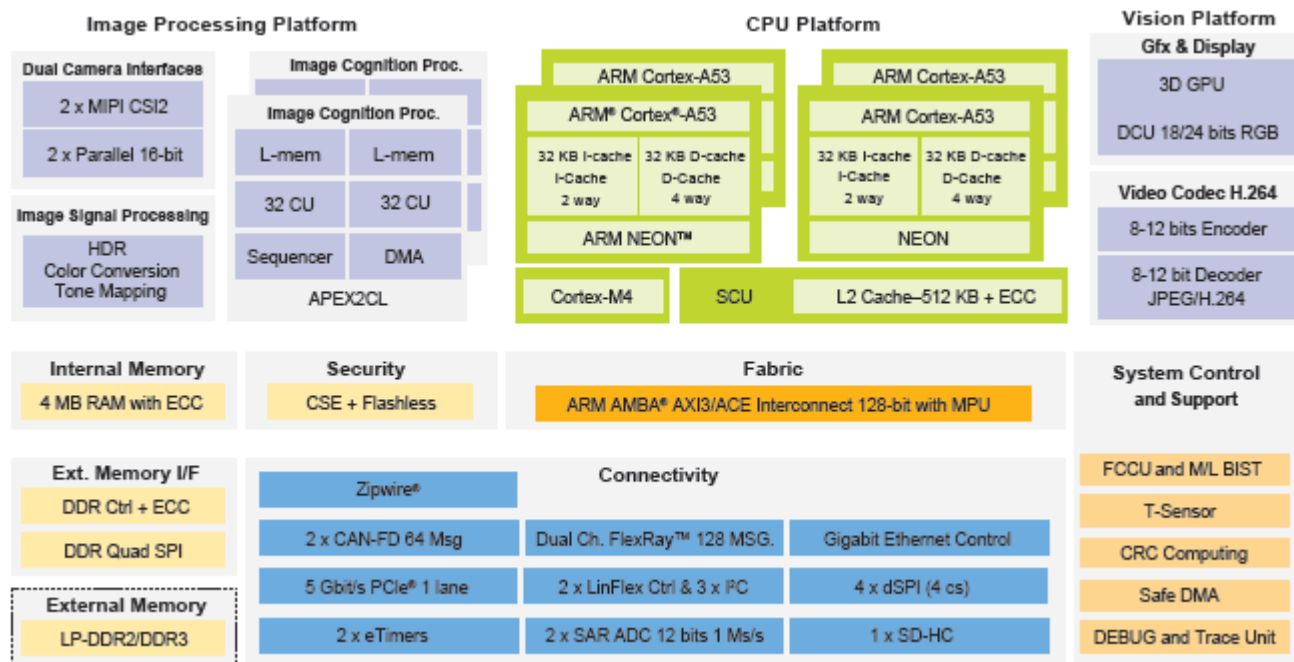 Image Processing Platform
CPU Platform
Vision Platform
Dual Camera Interfaces
2 x MIPI CSI2
2 x Parallel 16-bit
Image Signal Processing
HDR
Color Conversion
Tone Mapping
Image Cognition Proc.
Image Cognition Proc.
L-mem
L-mem
32 CU
32 CU
Sequencer
DMA
APEX2CL
ARM Cortex-A53
ARM® Cortex®-A53
32 KB I-cache
I-Cache
2 way
32 KB D-cache
D-Cache
4 way
ARM NEON™
ARM Cortex-A53
ARM Cortex-A53
32 KB I-cache
I-Cache
2 way
32 KB D-cache
D-Cache
4 way
NEON
Cortex-M4
SCU
L2 Cache–512 KB + ECC
Gfx & Display
3D GPU
DCU 18/24 bits RGB
Video Codec H.264
8-12 bits Encoder
8-12 bit Decoder
JPEG/H.264
Internal Memory
4 MB RAM with ECC
Security
CSE + Flashless
Fabric
ARM AMBA® AXI3/ACE Interconnect 128-bit with MPU
System Control
and Support
FCCU and M/L BIST
T-Sensor
CRC Computing
Safe DMA
DEBUG and Trace Unit
Ext. Memory I/F
DDR Ctrl + ECC
DDR Quad SPI
External Memory
LP-DDR2/DDR3
Connectivity
Zipwire®
2 x CAN-FD 64 Msg
Dual Ch. FlexRay™ 128 MSG.
Gigabit Ethernet Control
5 Gbit/s PCIe® 1 lane
2 x LinFlex Ctrl & 3 x I²C
4 x dSPI (4 cs)
2 x eTimers
2 x SAR ADC 12 bits 1 Ms/s
1 x SD-HC